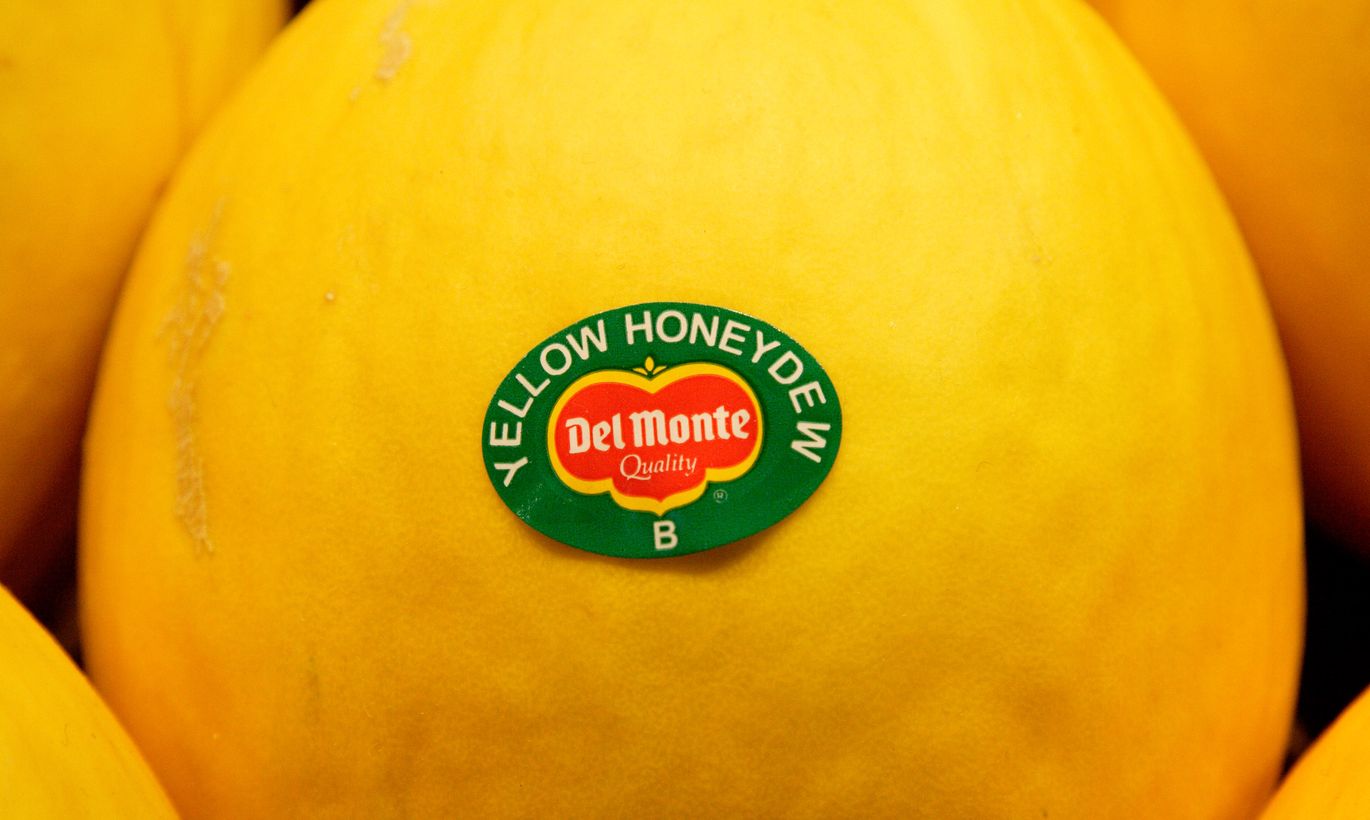 YELLOW HONEYDEW
Del Monte
Quality
®
B